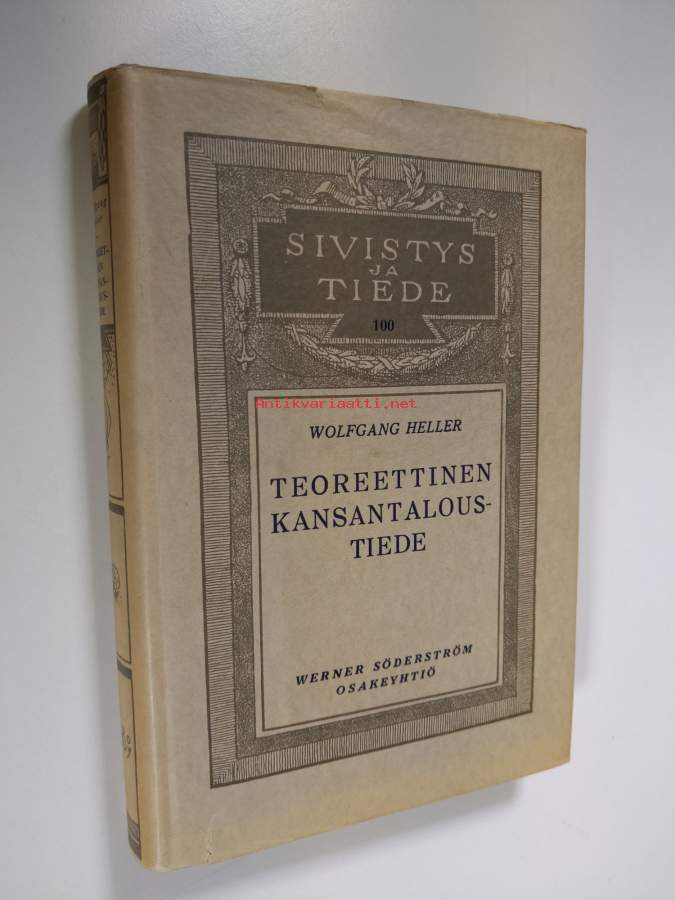 SIVISTYS
JA
TIEDE
100
Antikvariaatti.net
WOLFGANG HELLER
TEOREETTINEN
KANSANTALOUS-
TIEDE
WERNER SÖDERSTRÖM
OSAKEYHTIÖ